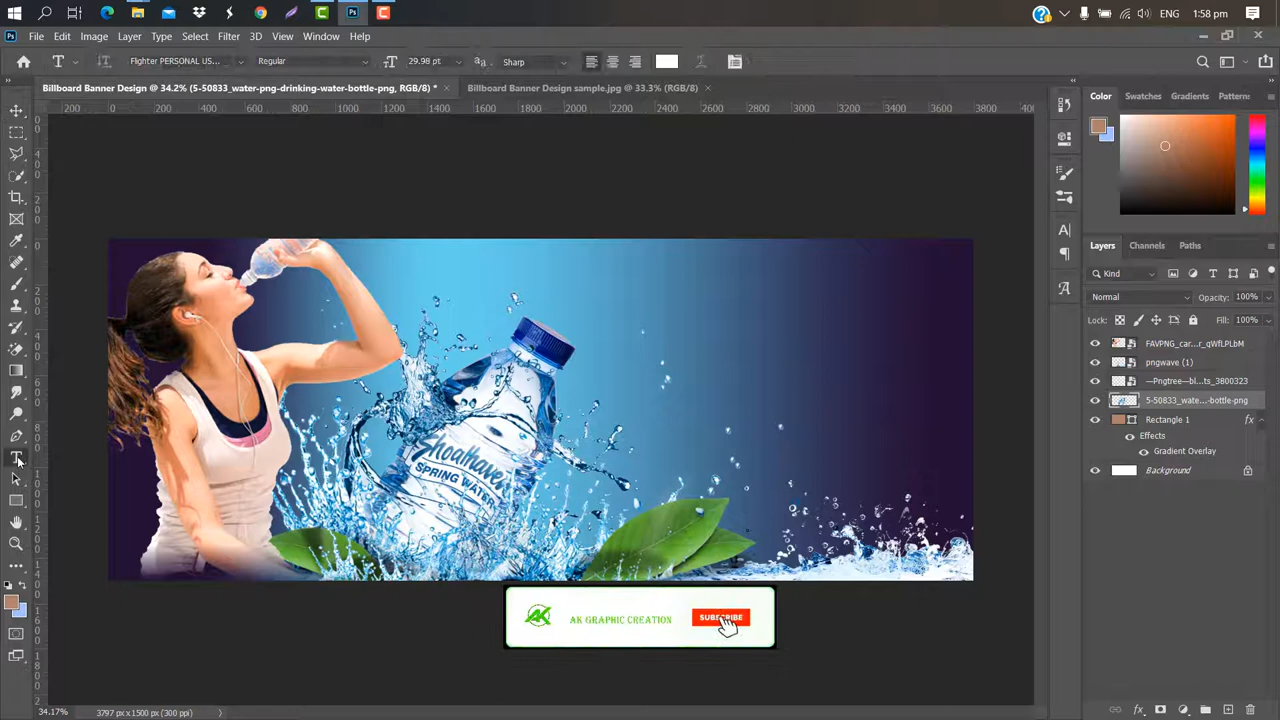 ENG 1:58 pm
Ps File Edit Image Layer Type Select Filter 3D View Window Help
T Flighter PERSONAL US... Regular 29.98 pt Sharp
Billboard Banner Design @ 34.2% (5-50833_water-png-drinking-water-bottle-png, RGB/8) * × Billboard Banner Design sample.jpg @ 33.3% (RGB/8) ×
200 0 200 400 600 800 1000 1200 1400 1600 1800 2000 2200 2400 2600 2800 3000 3200 3400 3600 3800
Color Swatches Gradients Patterns
Layers Channels Paths
Kind
Normal Opacity: 100%
Lock: Fill: 100%
FAVPNG_car...r_qWfLPLbM
pngwave (1)
—Pngtree—bl...ts_3800323
5-50833_wate...-bottle-png
Rectangle 1 fx
Effects
Gradient Overlay
Background
Shoalhaven
SPRING WATER
AK
AK GRAPHIC CREATION
SUBSCRIBE
34.17% 3797 px x 1500 px (300 ppi)